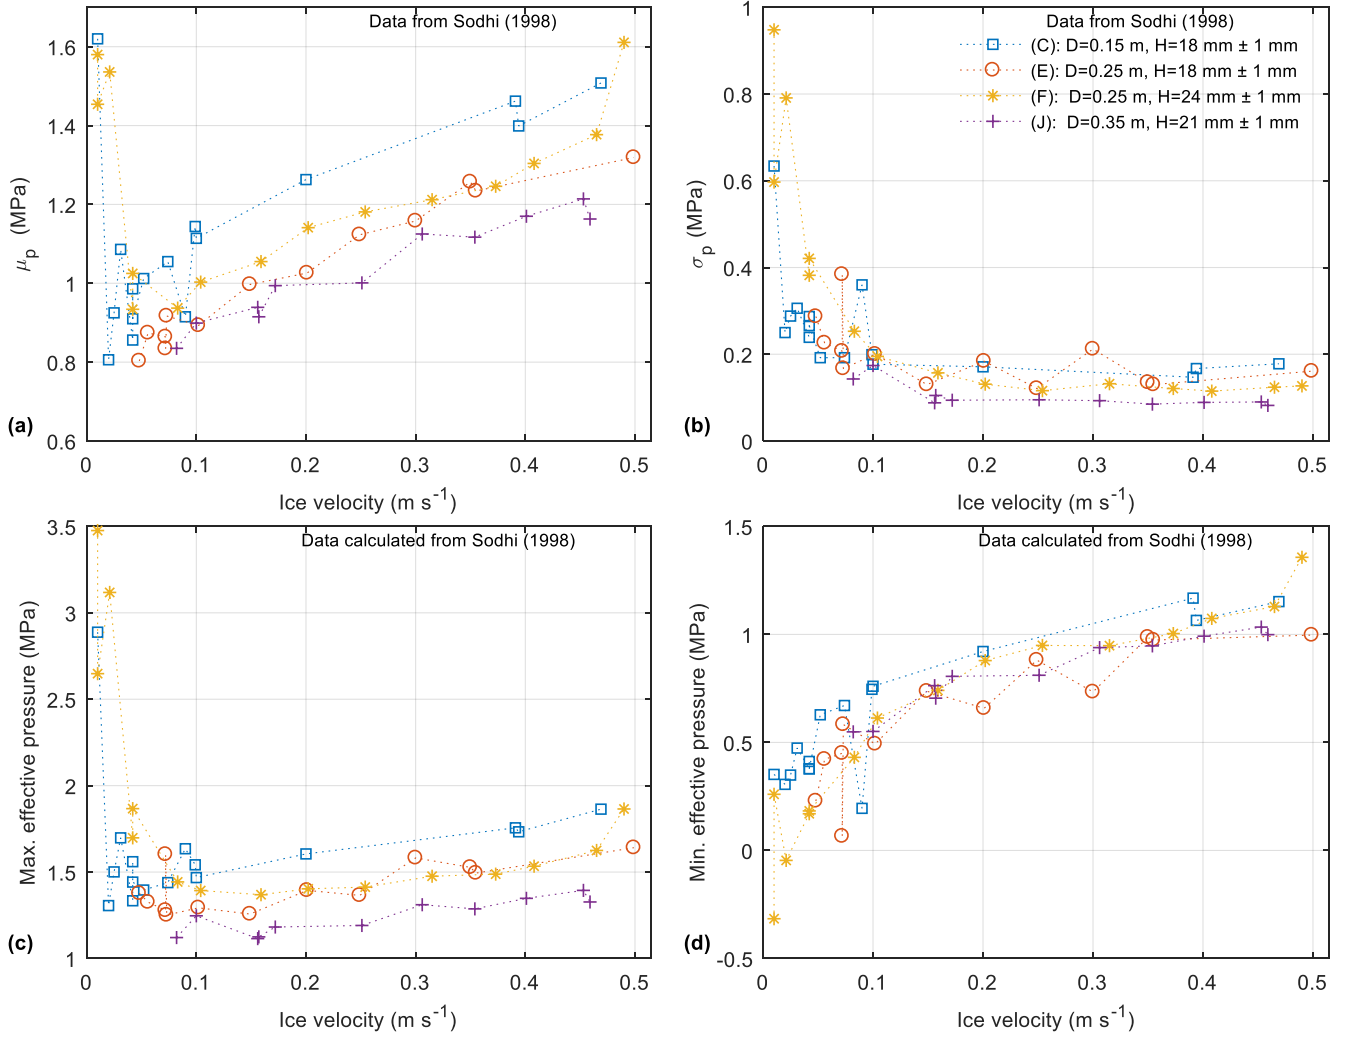 Data from Sodhi (1998)
1.6
1.4
1.2
1
0.8
0.6
μp (MPa)
(a)
0 0.1 0.2 0.3 0.4 0.5
Ice velocity (m s-1)
Data from Sodhi (1998)
(C): D=0.15 m, H=18 mm ± 1 mm
(E): D=0.25 m, H=18 mm ± 1 mm
(F): D=0.25 m, H=24 mm ± 1 mm
(J): D=0.35 m, H=21 mm ± 1 mm
1
0.8
0.6
0.4
0.2
0
σp (MPa)
(b)
0 0.1 0.2 0.3 0.4 0.5
Ice velocity (m s-1)
Data calculated from Sodhi (1998)
3.5
3
2.5
2
1.5
1
Max. effective pressure (MPa)
(c)
0 0.1 0.2 0.3 0.4 0.5
Ice velocity (m s-1)
Data calculated from Sodhi (1998)
1.5
1
0.5
0
-0.5
Min. effective pressure (MPa)
(d)
0 0.1 0.2 0.3 0.4 0.5
Ice velocity (m s-1)